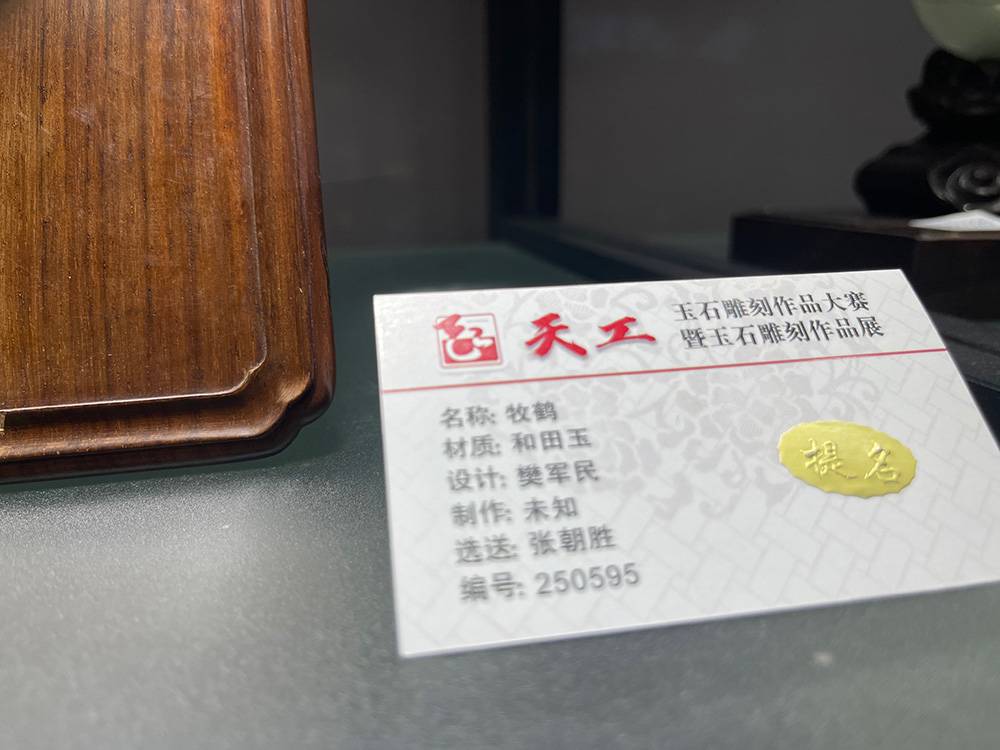 天工
玉石雕刻作品大赛
暨玉石雕刻作品展
名称: 牧鹤
材质: 和田玉
设计: 樊军民
制作: 未知
选送: 张朝胜
编号: 250595
提名